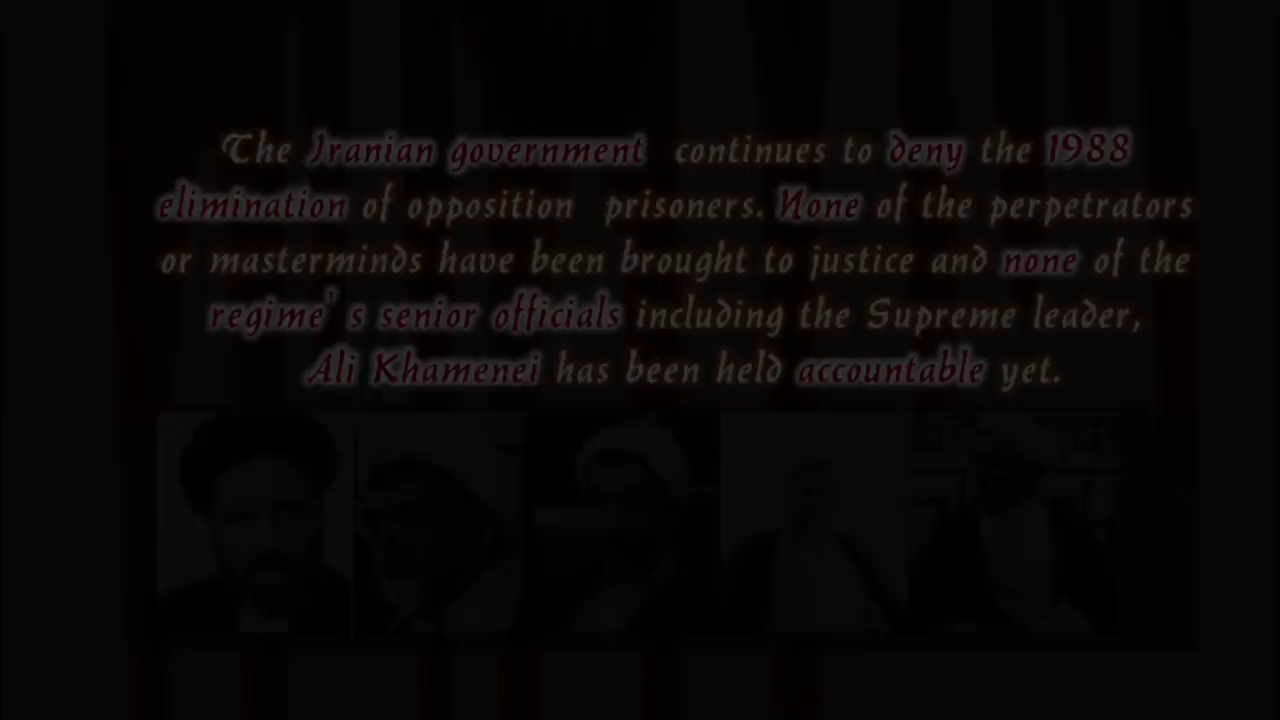 The Iranian government continues to deny the 1988
elimination of opposition prisoners. None of the perpetrators
or masterminds have been brought to justice and none of the
regime's senior officials including the Supreme leader,
Ali Khamenei has been held accountable yet.